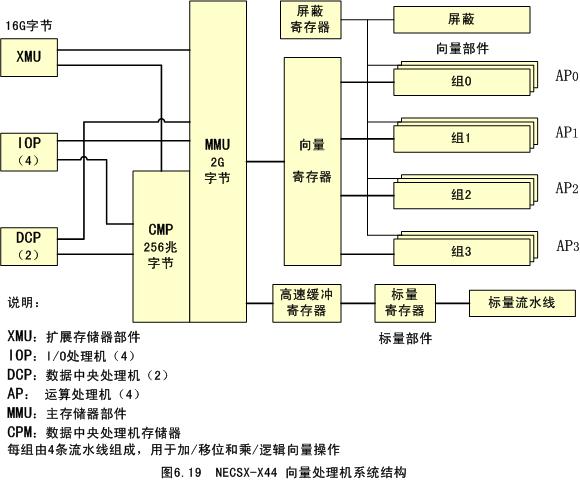 16G字节
XMU
IOP
(4)
DCP
(2)
CMP
256兆
字节
MMU
2G
字节
屏蔽
寄存器
屏蔽
向量部件
向量
寄存器
组0
AP0
组1
AP1
组2
AP2
组3
AP3
高速缓冲
寄存器
标量
寄存器
标量流水线
标量部件
说明：
XMU：扩展存储器部件
IOP：I/O处理机（4）
DCP：数据中央处理机（2）
AP：运算处理机（4）
MMU：主存储器部件
CPM：数据中央处理机存储器
每组由4条流水线组成，用于加/移位和乘/逻辑向量操作
图6.19 NECSX-X44 向量处理机系统结构